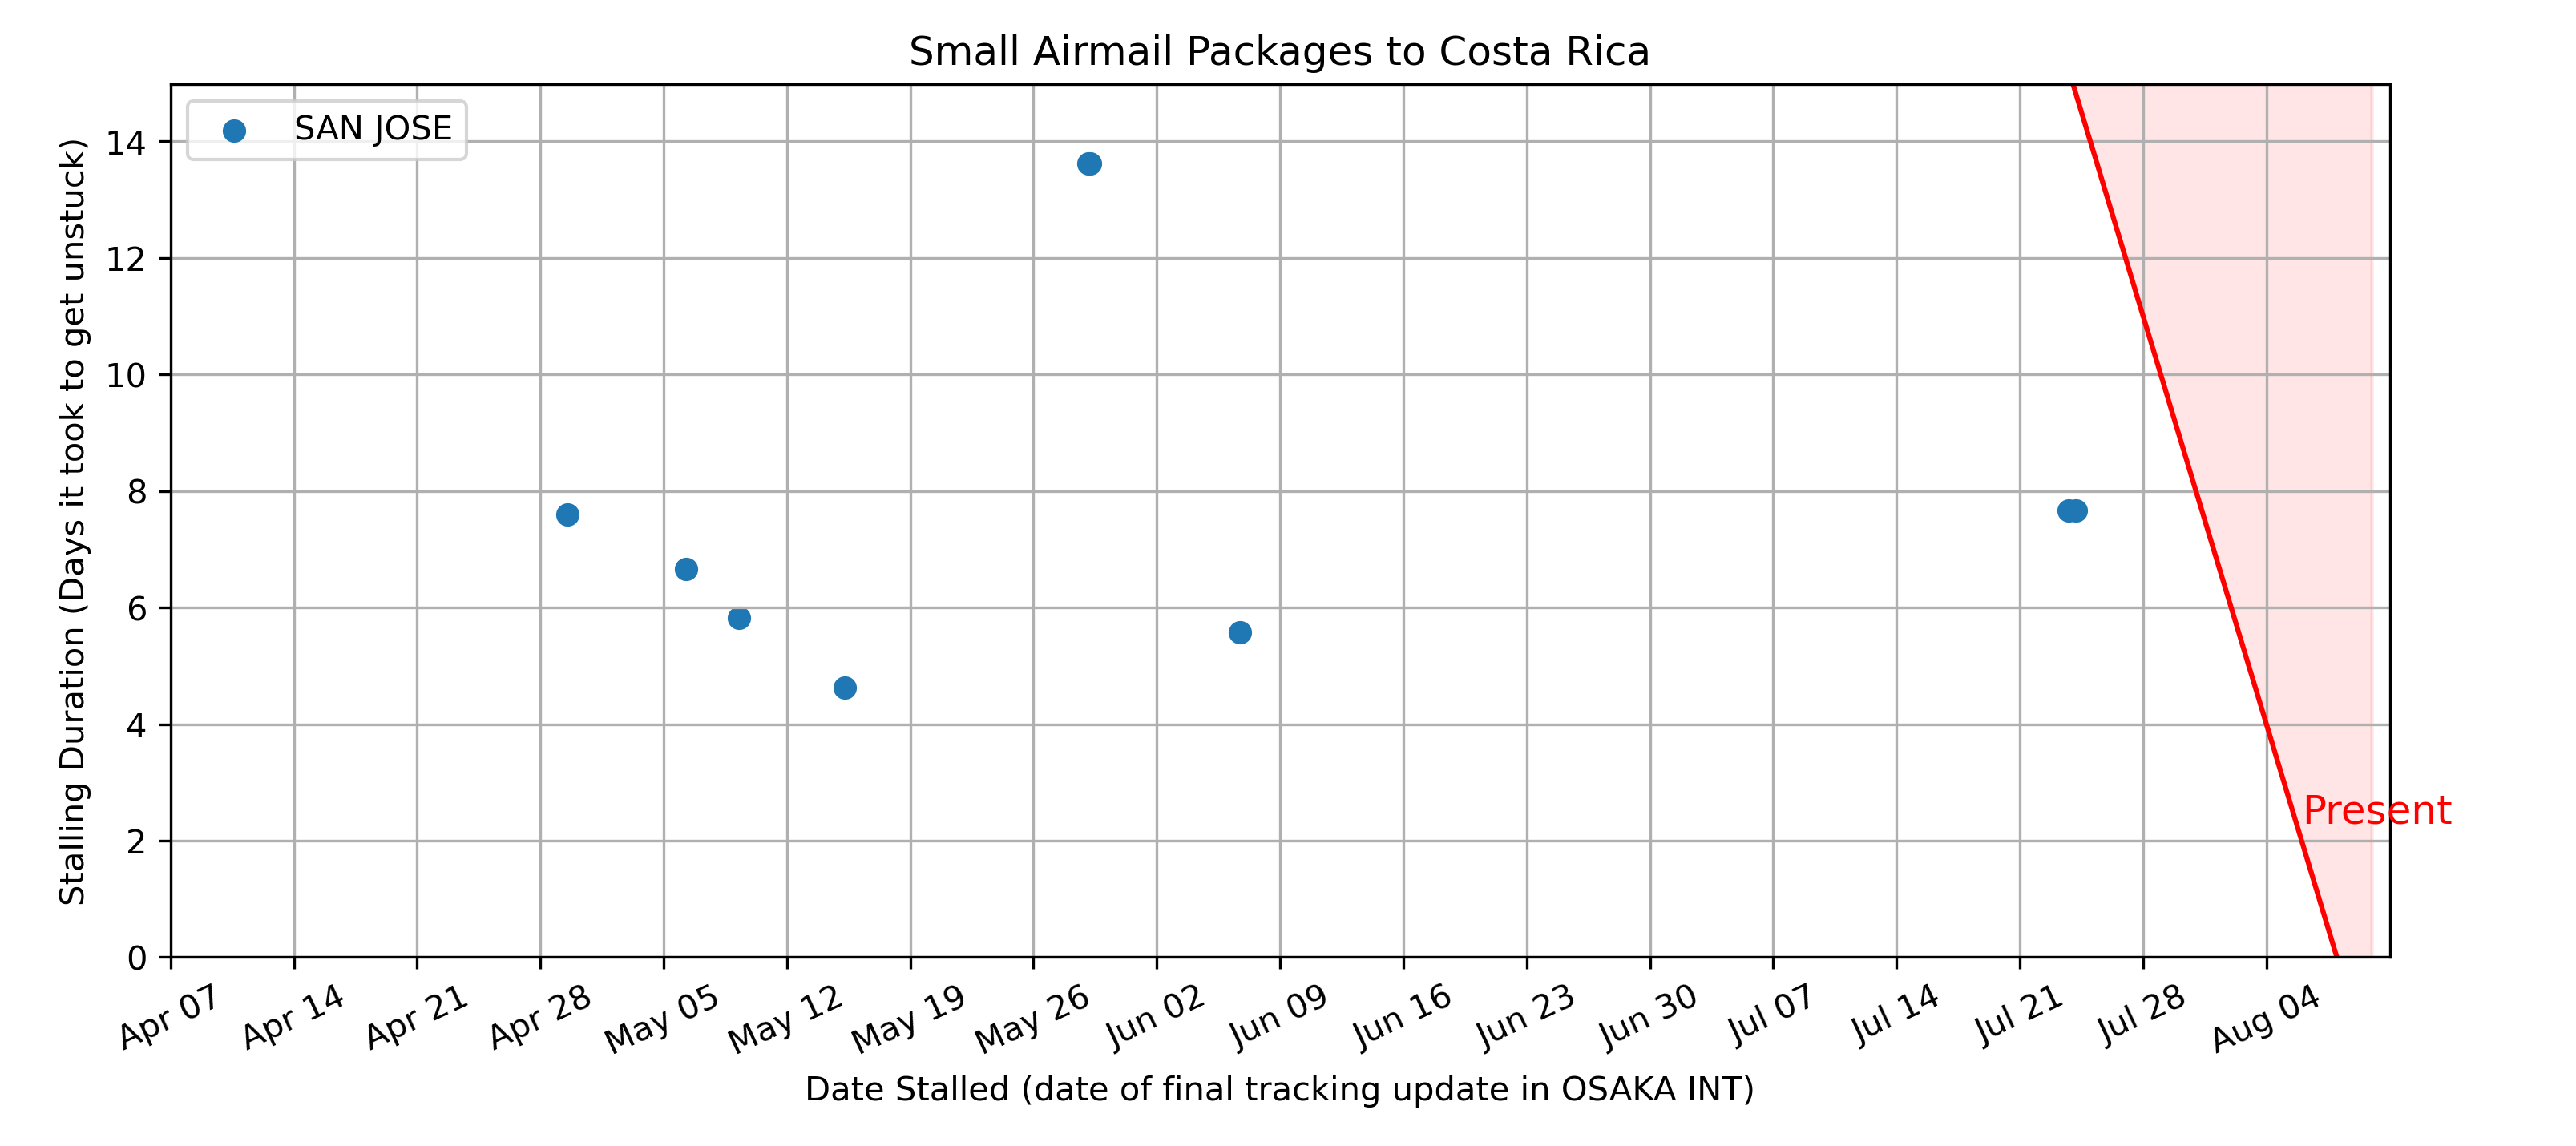 Small Airmail Packages to Costa Rica
SAN JOSE
Stalling Duration (Days it took to get unstuck)
14
12
10
8
6
4
2
0
Present
Apr 07
Apr 14
Apr 21
Apr 28
May 05
May 12
May 19
May 26
Jun 02
Jun 09
Jun 16
Jun 23
Jun 30
Jul 07
Jul 14
Jul 21
Jul 28
Aug 04
Date Stalled (date of final tracking update in OSAKA INT)